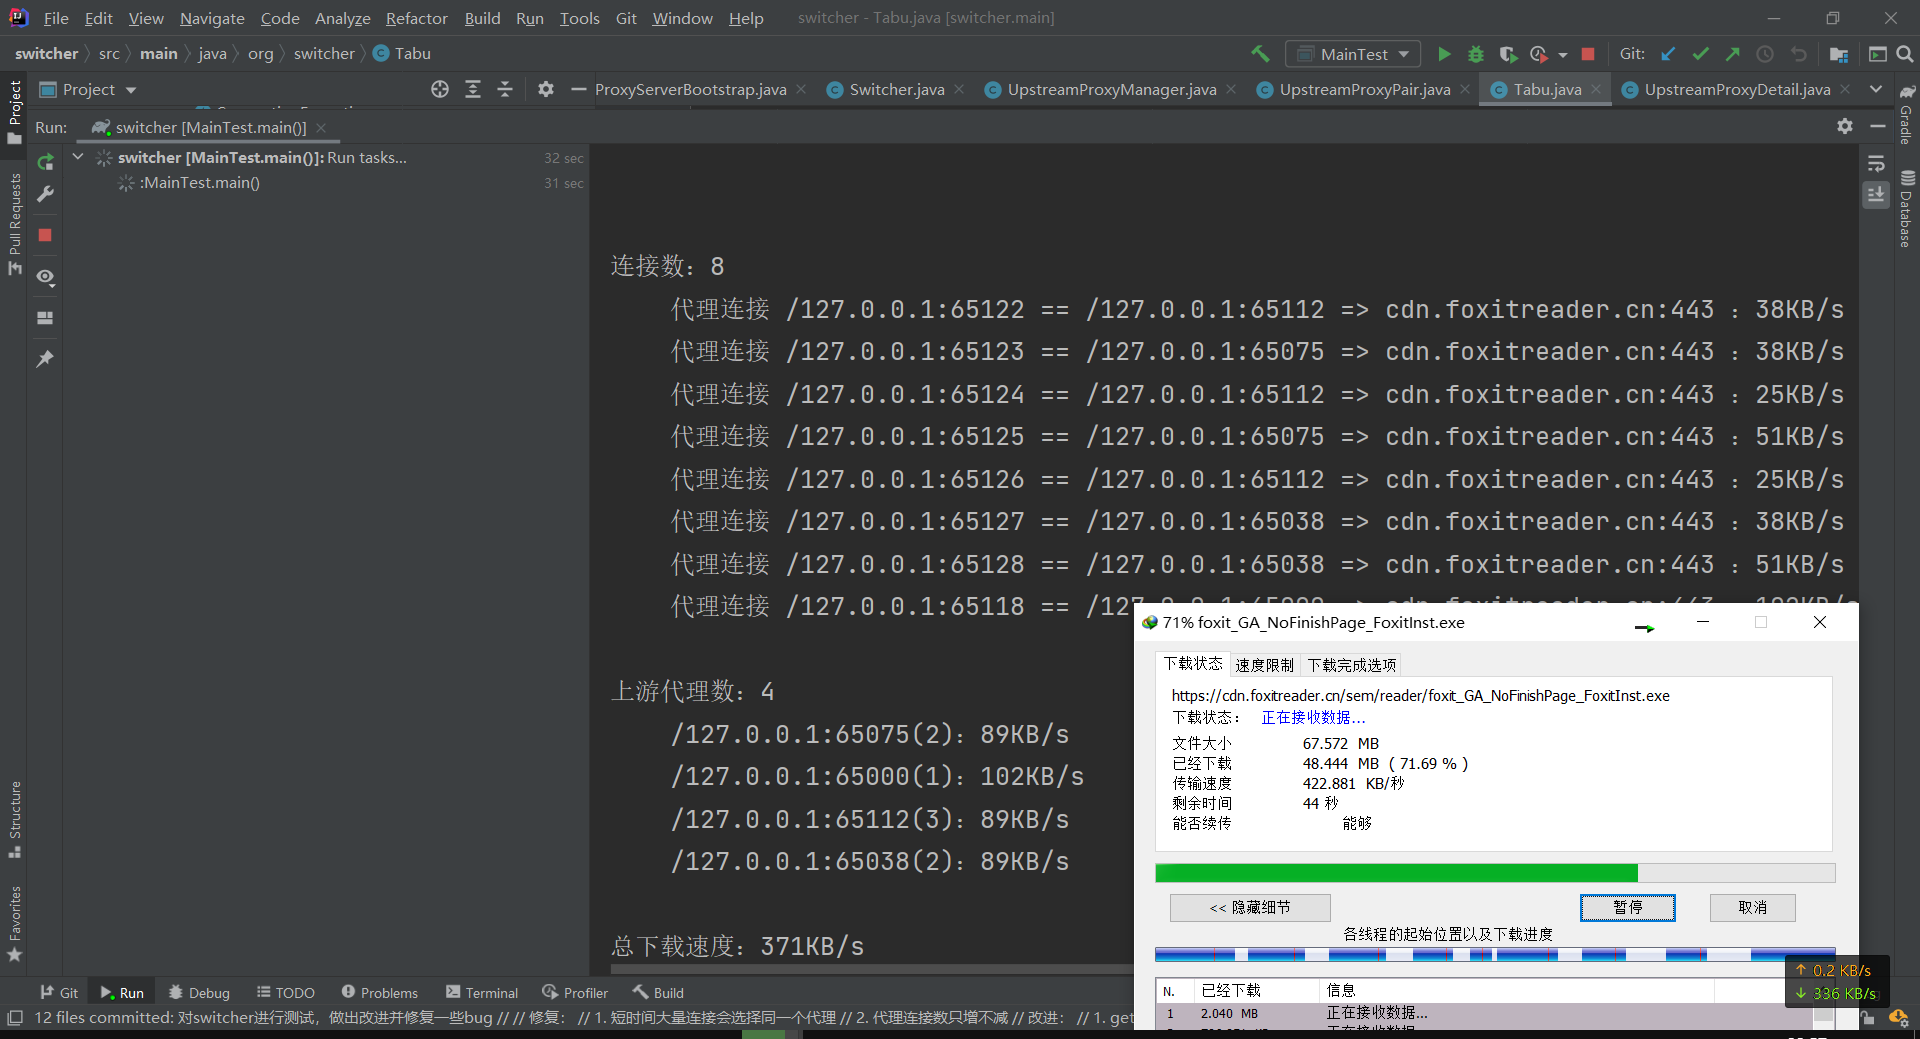 File Edit View Navigate Code Analyze Refactor Build Run Tools Git Window Help switcher - Tabu.java [switcher.main]
switcher src main java org switcher Tabu MainTest Git:
Project ProxyServerBootstrap.java Switcher.java UpstreamProxyManager.java UpstreamProxyPair.java Tabu.java UpstreamProxyDetail.java
Run: switcher [MainTest.main()]
switcher [MainTest.main()]: Run tasks... 32 sec
:MainTest.main() 31 sec
Project
Pull Requests
Structure
Favorites
Gradle
Database
连接数：8
代理连接 /127.0.0.1:65122 == /127.0.0.1:65112 => cdn.foxitreader.cn:443 : 38KB/s
代理连接 /127.0.0.1:65123 == /127.0.0.1:65075 => cdn.foxitreader.cn:443 : 38KB/s
代理连接 /127.0.0.1:65124 == /127.0.0.1:65112 => cdn.foxitreader.cn:443 : 25KB/s
代理连接 /127.0.0.1:65125 == /127.0.0.1:65075 => cdn.foxitreader.cn:443 : 51KB/s
代理连接 /127.0.0.1:65126 == /127.0.0.1:65112 => cdn.foxitreader.cn:443 : 25KB/s
代理连接 /127.0.0.1:65127 == /127.0.0.1:65038 => cdn.foxitreader.cn:443 : 38KB/s
代理连接 /127.0.0.1:65128 == /127.0.0.1:65038 => cdn.foxitreader.cn:443 : 51KB/s
代理连接 /127.0.0.1:65118 ==
上游代理数：4
/127.0.0.1:65075(2)：89KB/s
/127.0.0.1:65000(1)：102KB/s
/127.0.0.1:65112(3)：89KB/s
/127.0.0.1:65038(2)：89KB/s
总下载速度：371KB/s
71% foxit_GA_NoFinishPage_FoxitInst.exe
下载状态 速度限制 下载完成选项
https://cdn.foxitreader.cn/sem/reader/foxit_GA_NoFinishPage_FoxitInst.exe
下载状态： 正在接收数据...
文件大小 67.572 MB
已经下载 48.444 MB ( 71.69 % )
传输速度 422.881 KB/秒
剩余时间 44 秒
能否续传 能够
<< 隐藏细节 暂停 取消
各线程的起始位置以及下载进度
N. 已经下载 信息
1 2.040 MB 正在接收数据...
↑ 0.2 KB/s
↓ 336 KB/s
Git Run Debug TODO Problems Terminal Profiler Build
12 files committed: 对switcher进行测试，做出改进并修复一些bug // // 修复： // 1. 短时间大量连接会选择同一个代理 // 2. 代理连接数只增不减 // 改进： // 1. get